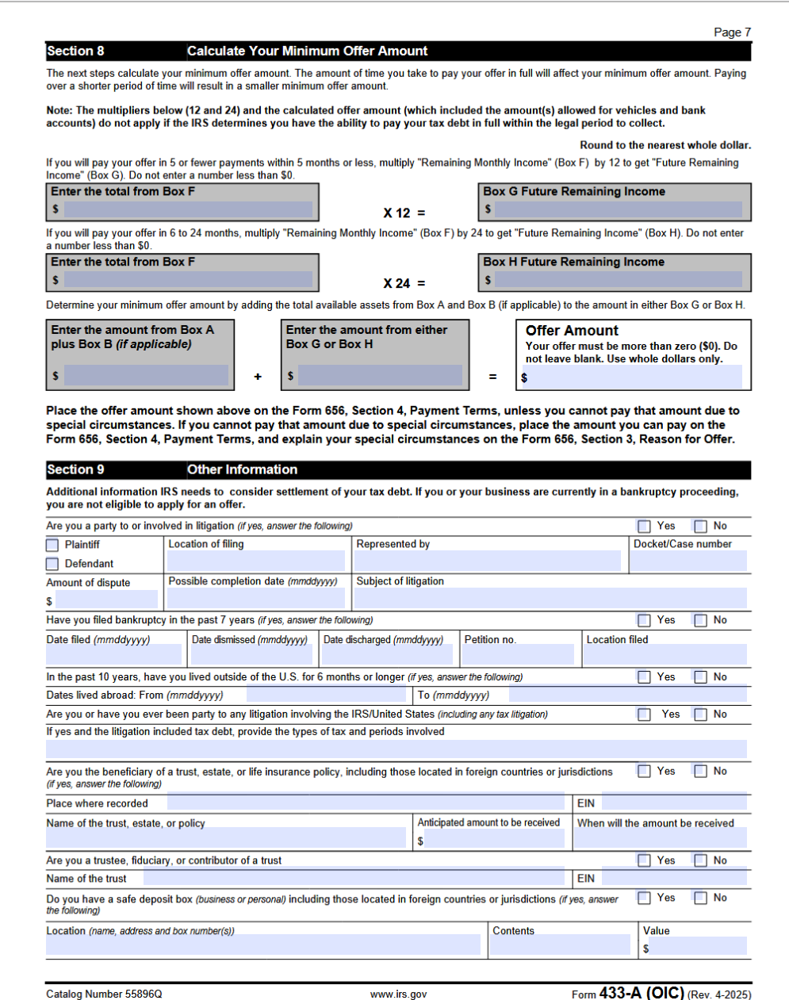 Page 7
Section 8 Calculate Your Minimum Offer Amount
The next steps calculate your minimum offer amount. The amount of time you take to pay your offer in full will affect your minimum offer amount. Paying
over a shorter period of time will result in a smaller minimum offer amount.
Note: The multipliers below (12 and 24) and the calculated offer amount (which included the amount(s) allowed for vehicles and bank
accounts) do not apply if the IRS determines you have the ability to pay your tax debt in full within the legal period to collect.
Round to the nearest whole dollar.
If you will pay your offer in 5 or fewer payments within 5 months or less, multiply "Remaining Monthly Income" (Box F) by 12 to get "Future Remaining
Income" (Box G). Do not enter a number less than $0.
Enter the total from Box F
$
X 12 =
Box G Future Remaining Income
$
If you will pay your offer in 6 to 24 months, multiply "Remaining Monthly Income" (Box F) by 24 to get "Future Remaining Income" (Box H). Do not enter
a number less than $0.
Enter the total from Box F
$
X 24 =
Box H Future Remaining Income
$
Determine your minimum offer amount by adding the total available assets from Box A and Box B (if applicable) to the amount in either Box G or Box H.
Enter the amount from Box A
plus Box B (if applicable)
$
+
Enter the amount from either
Box G or Box H
$
=
Offer Amount
Your offer must be more than zero ($0). Do
not leave blank. Use whole dollars only.
$
Place the offer amount shown above on the Form 656, Section 4, Payment Terms, unless you cannot pay that amount due to
special circumstances. If you cannot pay that amount due to special circumstances, place the amount you can pay on the
Form 656, Section 4, Payment Terms, and explain your special circumstances on the Form 656, Section 3, Reason for Offer.
Section 9 Other Information
Additional information IRS needs to consider settlement of your tax debt. If you or your business are currently in a bankruptcy proceeding,
you are not eligible to apply for an offer.
Are you a party to or involved in litigation (if yes, answer the following) Yes No
Plaintiff
Defendant
Location of filing
Represented by
Docket/Case number
Amount of dispute
$
Possible completion date (mmddyyyy)
Subject of litigation
Have you filed bankruptcy in the past 7 years (if yes, answer the following) Yes No
Date filed (mmddyyyy)
Date dismissed (mmddyyyy)
Date discharged (mmddyyyy)
Petition no.
Location filed
In the past 10 years, have you lived outside of the U.S. for 6 months or longer (if yes, answer the following) Yes No
Dates lived abroad: From (mmddyyyy)
To (mmddyyyy)
Are you or have you ever been party to any litigation involving the IRS/United States (including any tax litigation) Yes No
If yes and the litigation included tax debt, provide the types of tax and periods involved
Are you the beneficiary of a trust, estate, or life insurance policy, including those located in foreign countries or jurisdictions Yes No
(if yes, answer the following)
Place where recorded
EIN
Name of the trust, estate, or policy
Anticipated amount to be received
$
When will the amount be received
Are you a trustee, fiduciary, or contributor of a trust Yes No
Name of the trust
EIN
Do you have a safe deposit box (business or personal) including those located in foreign countries or jurisdictions (if yes, answer Yes No
the following)
Location (name, address and box number(s))
Contents
Value
$
Catalog Number 55896Q
www.irs.gov
Form 433-A (OIC) (Rev. 4-2025)